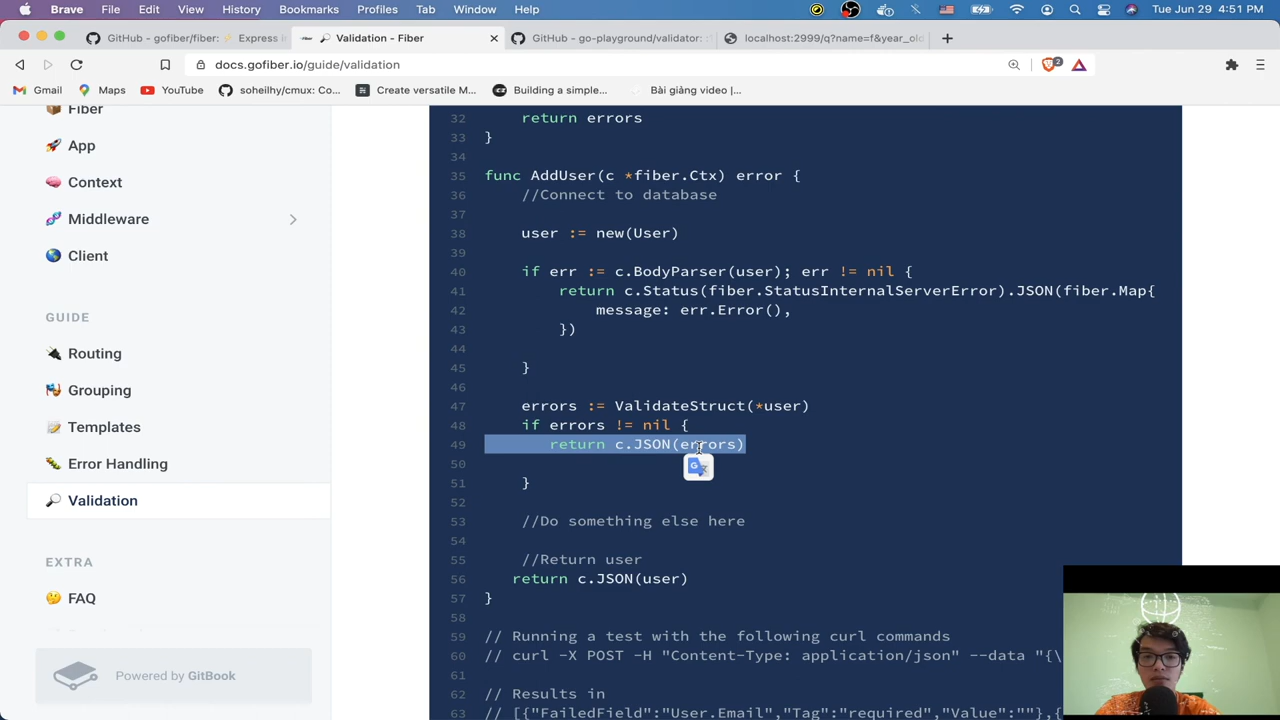 Brave File Edit View History Bookmarks Profiles Tab Window Help Tue Jun 29 4:51 PM
GitHub - gofiber/fiber: Express in
Validation - Fiber
GitHub - go-playground/validator:
localhost:2999/q?name=f&year_old
docs.gofiber.io/guide/validation
2
Gmail Maps YouTube soheilhy/cmux: Co... Create versatile M... Building a simple... Bài giảng video |...
Fiber
App
Context
Middleware
Client
GUIDE
Routing
Grouping
Templates
Error Handling
Validation
EXTRA
FAQ
Powered by GitBook
32 return errors
33 }
34
35 func AddUser(c *fiber.Ctx) error {
36 //Connect to database
37
38 user := new(User)
39
40 if err := c.BodyParser(user); err != nil {
41 return c.Status(fiber.StatusInternalServerError).JSON(fiber.Map{
42 message: err.Error(),
43 })
44
45 }
46
47 errors := ValidateStruct(*user)
48 if errors != nil {
49 return c.JSON(errors)
50
51 }
52
53 //Do something else here
54
55 //Return user
56 return c.JSON(user)
57 }
58
59 // Running a test with the following curl commands
60 // curl -X POST -H "Content-Type: application/json" --data "{\
61
62 // Results in
63 // [{"FailedField":"User.Email","Tag":"required","Value":""},{